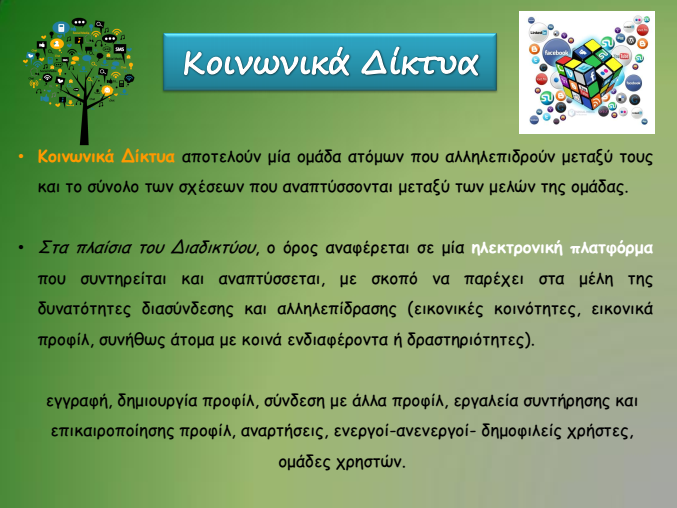 Κοινωνικά Δίκτυα
SMS
facebook
• Κοινωνικά Δίκτυα αποτελούν μία ομάδα ατόμων που αλληλεπιδρούν μεταξύ τους
και το σύνολο των σχέσεων που αναπτύσσονται μεταξύ των μελών της ομάδας.
• Στα πλαίσια του Διαδικτύου, ο όρος αναφέρεται σε μία ηλεκτρονική πλατφόρμα
που συντηρείται και αναπτύσσεται, με σκοπό να παρέχει στα μέλη της
δυνατότητες διασύνδεσης και αλληλεπίδρασης (εικονικές κοινότητες, εικονικά
προφίλ, συνήθως άτομα με κοινά ενδιαφέροντα ή δραστηριότητες).
εγγραφή, δημιουργία προφίλ, σύνδεση με άλλα προφίλ, εργαλεία συντήρησης και
επικαιροποίησης προφίλ, αναρτήσεις, ενεργοί-ανενεργοί- δημοφιλείς χρήστες,
ομάδες χρηστών.